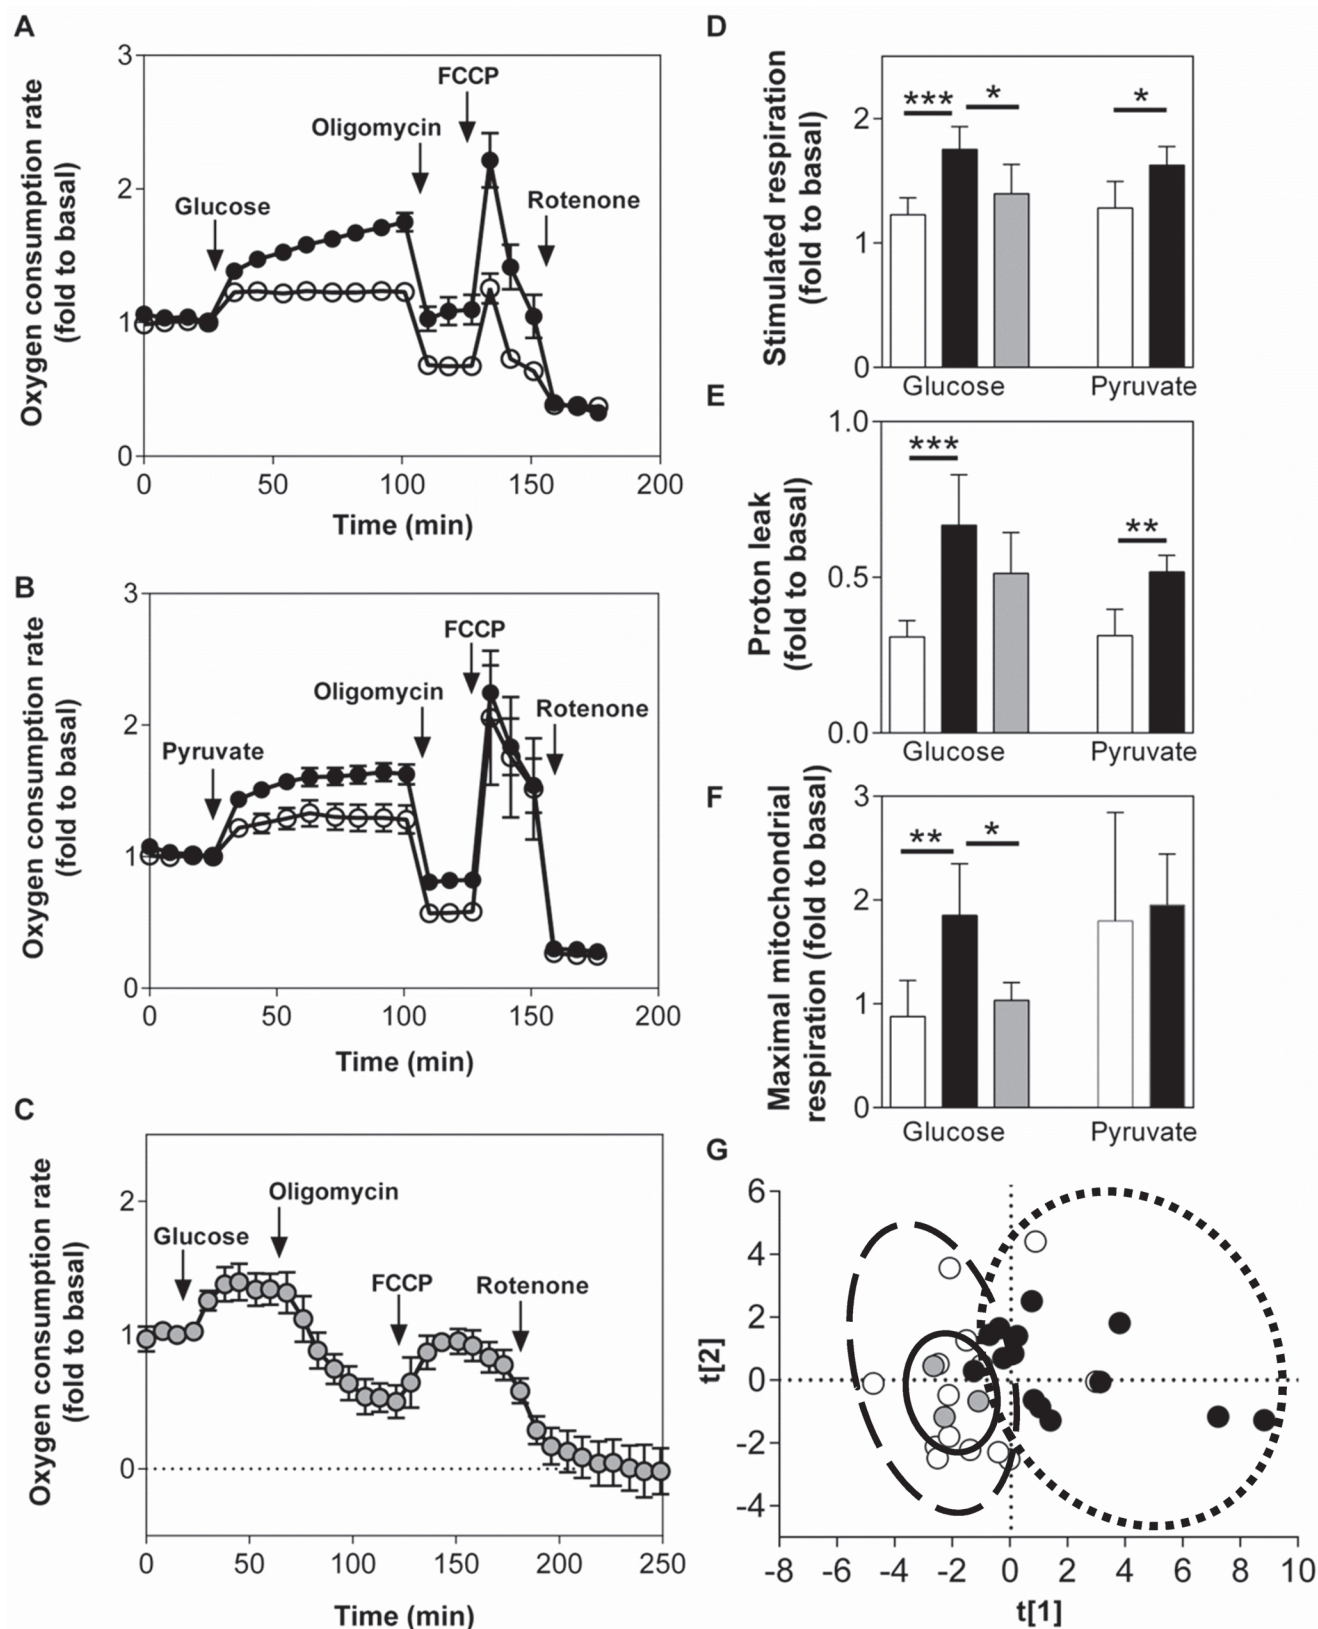 A
Oxygen consumption rate
(fold to basal)
3
2
1
0
Glucose
Oligomycin
FCCP
Rotenone
0 50 100 150 200
Time (min)
B
Oxygen consumption rate
(fold to basal)
3
2
1
0
Pyruvate
Oligomycin
FCCP
Rotenone
0 50 100 150 200
Time (min)
C
Oxygen consumption rate
(fold to basal)
2
1
0
Glucose
Oligomycin
FCCP
Rotenone
0 50 100 150 200 250
Time (min)
D
Stimulated respiration
(fold to basal)
2
1
0
*** * *
Glucose Pyruvate
E
Proton leak
(fold to basal)
1.0
0.5
0.0
*** **
Glucose Pyruvate
F
Maximal mitochondrial
respiration (fold to basal)
3
2
1
0
** *
Glucose Pyruvate
G
t[2]
6
4
2
0
-2
-4
-8 -6 -4 -2 0 2 4 6 8 10
t[1]